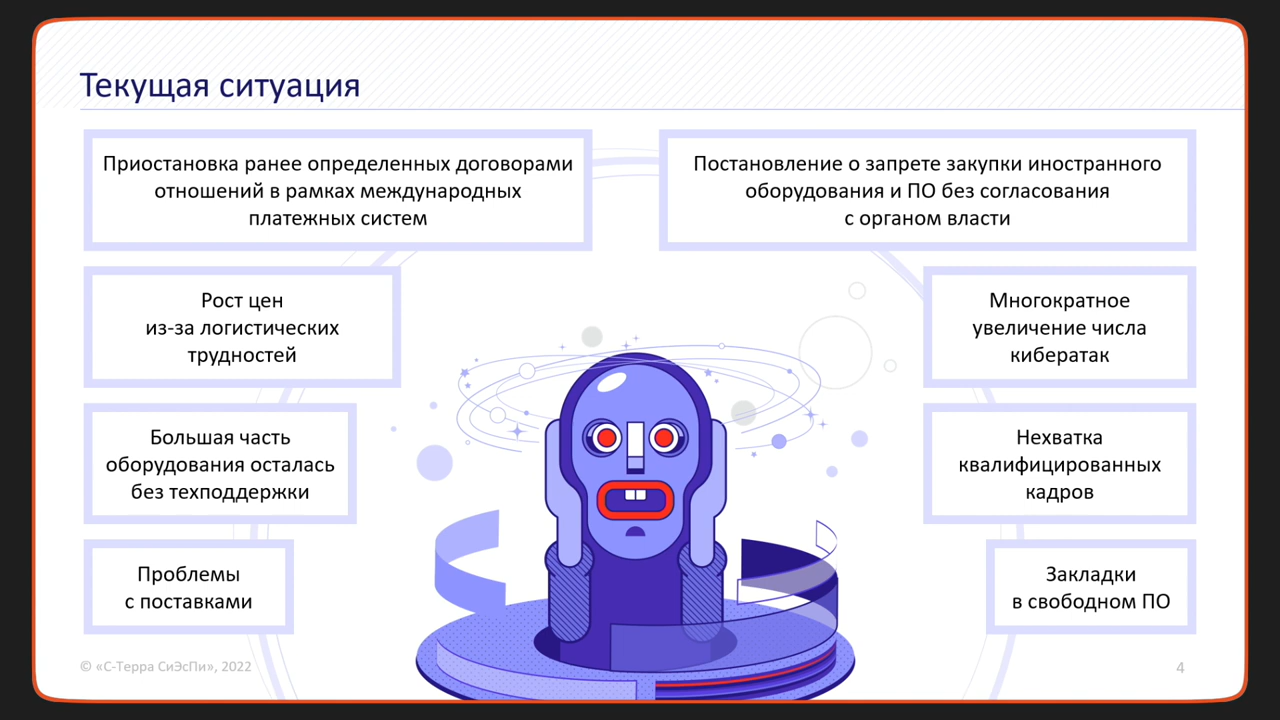 Текущая ситуация
Приостановка ранее определенных договорами
отношений в рамках международных
платежных систем
Постановление о запрете закупки иностранного
оборудования и ПО без согласования
с органом власти
Рост цен
из-за логистических
трудностей
Многократное
увеличение числа
кибератак
Большая часть
оборудования осталась
без техподдержки
Нехватка
квалифицированных
кадров
Проблемы
с поставками
Закладки
в свободном ПО
© «С-Терра СиЭсПи», 2022
4